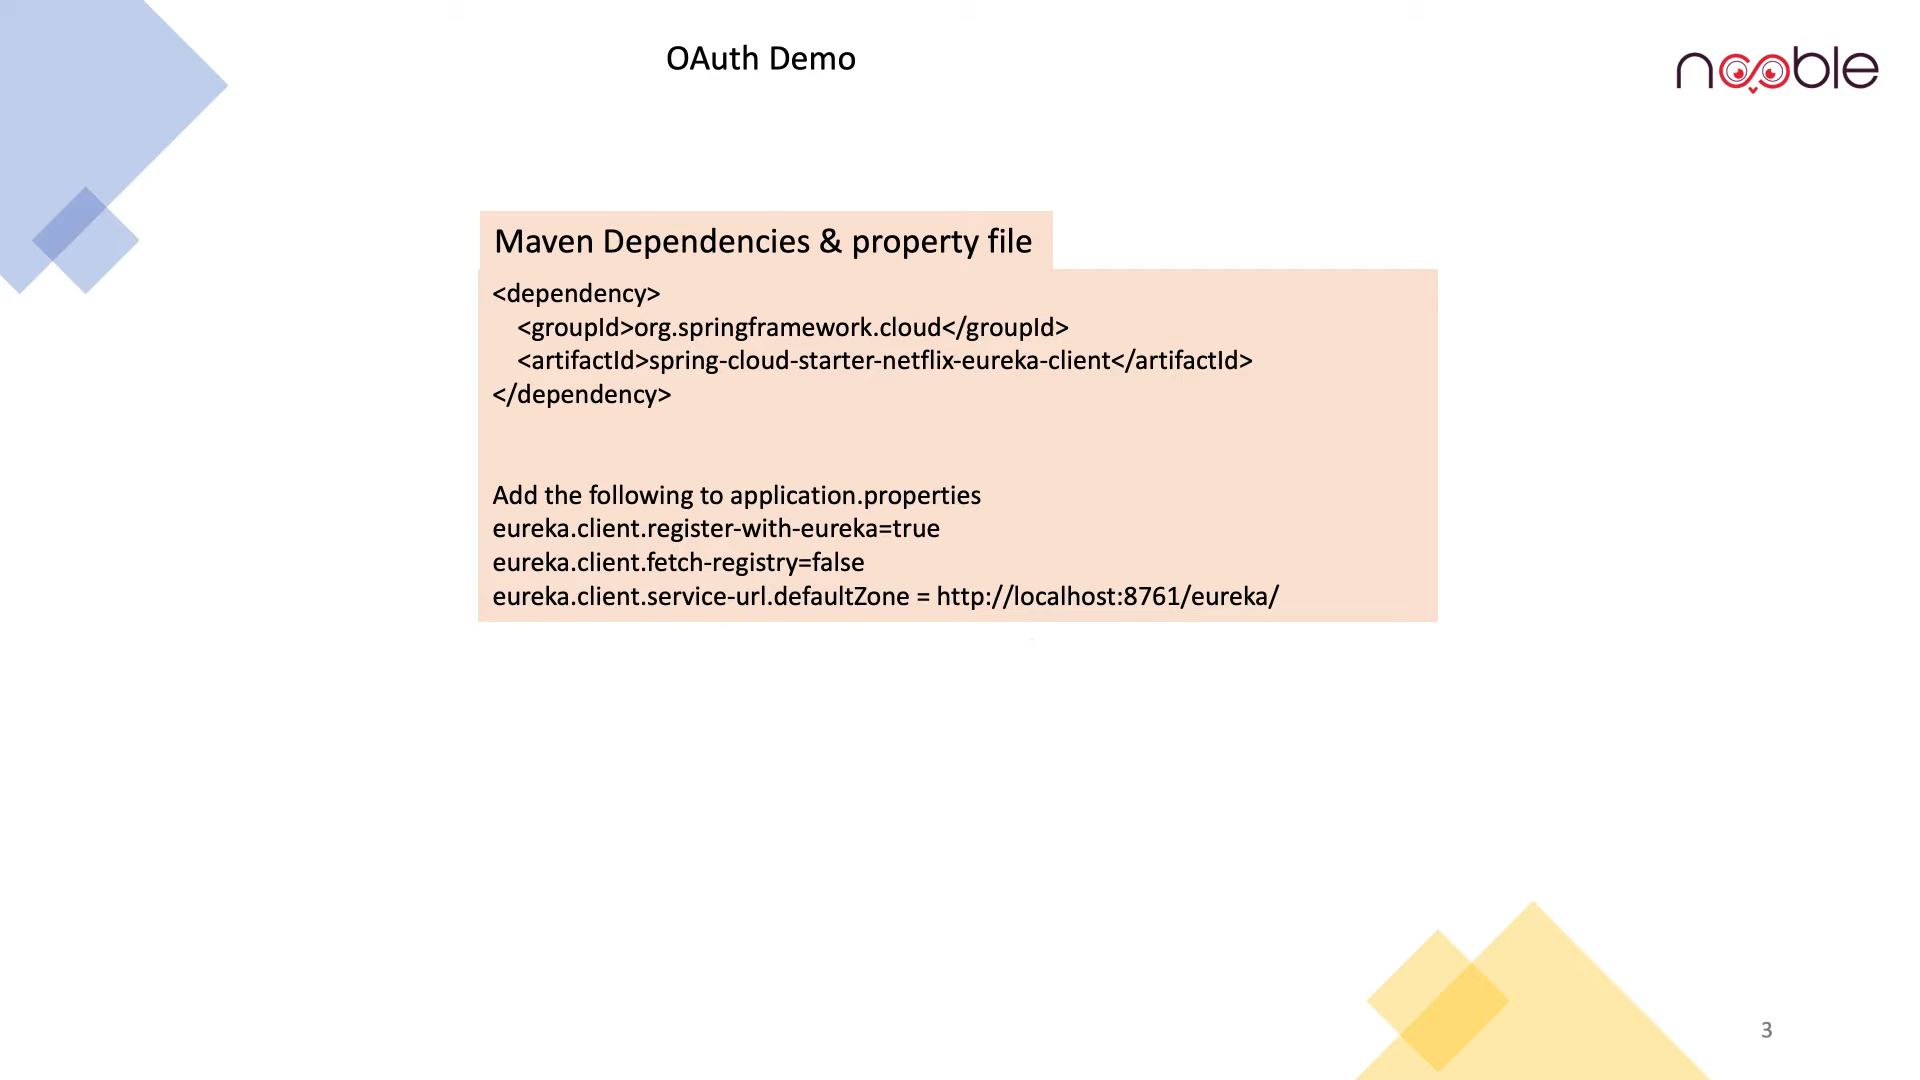 OAuth Demo
nooble
Maven Dependencies & property file
<dependency>
<groupId>org.springframework.cloud</groupId>
<artifactId>spring-cloud-starter-netflix-eureka-client</artifactId>
</dependency>
Add the following to application.properties
eureka.client.register-with-eureka=true
eureka.client.fetch-registry=false
eureka.client.service-url.defaultZone = http://localhost:8761/eureka/
3